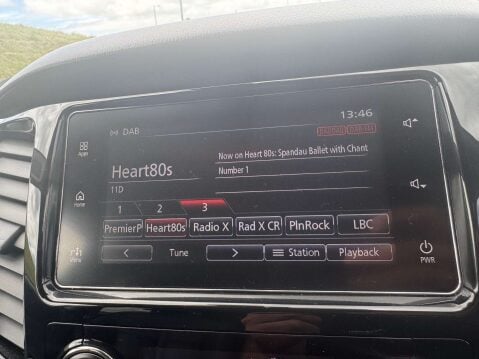 13:46
DAB
Apps
Heart80s
Now on Heart 80s: Spandau Ballet with Chant
Number 1
11D
Home
1 2 3
PremierP Heart80s Radio X Rad X CR PlnRock LBC
Menu
Tune
Station
Playback
PWR